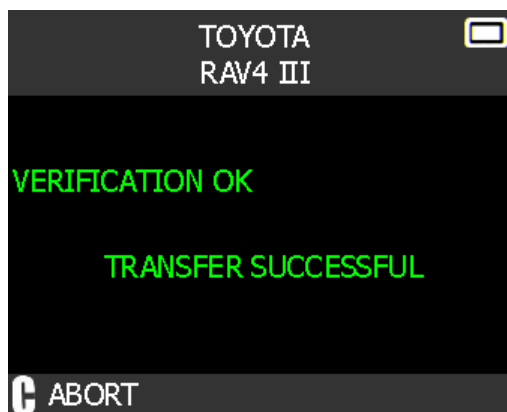 TOYOTA
RAV4 III
VERIFICATION OK
TRANSFER SUCCESSFUL
C ABORT